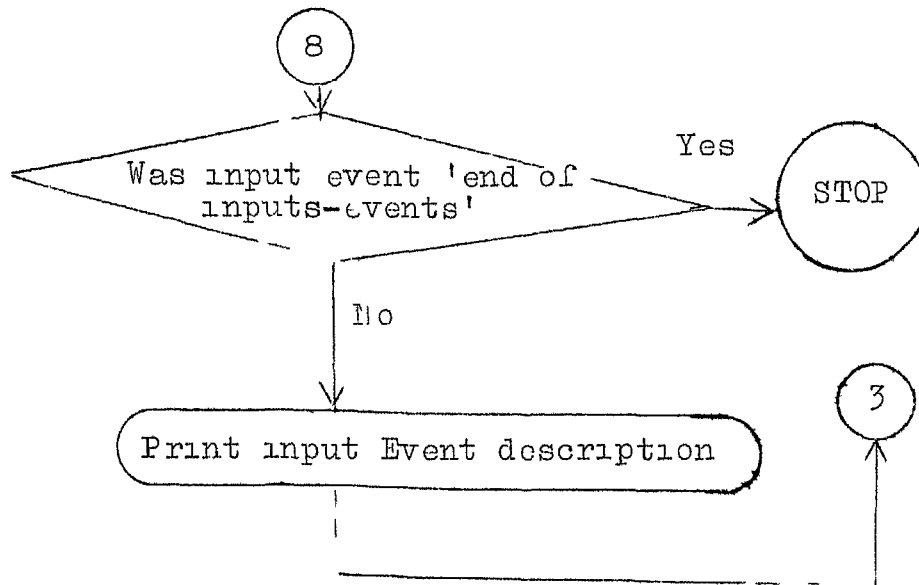 8
Was input event 'end of
inputs-events'
Yes
STOP
No
3
Print input Event description